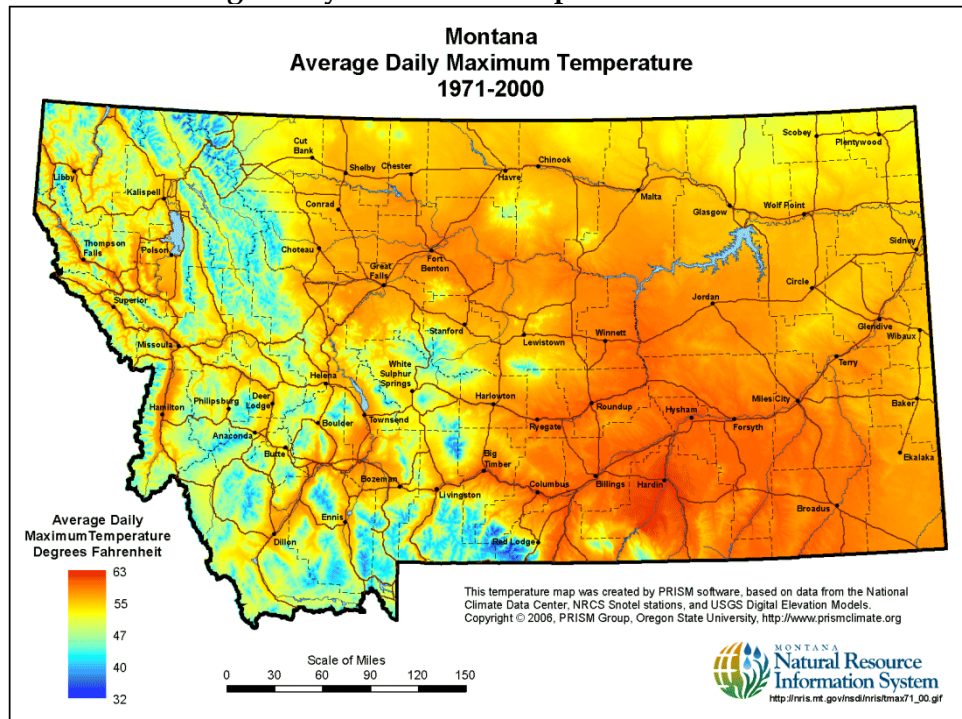 Montana
Average Daily Maximum Temperature
1971-2000
Cut
Bank
Shelby
Chester
Havre
Chinook
Scobey
Plentywood
Libby
Kalispell
Conrad
Malta
Glasgow
Wolf Point
Thompson
Falls
Polson
Choteau
Great
Falls
Fort
Benton
Sidney
Superior
Jordan
Circle
Stanford
Lewistown
Winnett
Glendive
Wibaux
Missoula
Terry
White
Sulphur
Springs
Helena
Hamilton
Philipsburg
Deer
Lodge
Boulder
Townsend
Harlowton
Roundup
Hysham
Miles City
Baker
Anaconda
Butte
Ryegate
Forsyth
Ekalaka
Bozeman
Big
Timber
Livingston
Columbus
Billings
Hardin
Broadus
Ennis
Dillon
Red Lodge
Average Daily
Maximum Temperature
Degrees Fahrenheit
63
55
47
40
32
This temperature map was created by PRISM software, based on data from the National
Climate Data Center, NRCS Snotel stations, and USGS Digital Elevation Models.
Copyright © 2006, PRISM Group, Oregon State University, http://www.prismclimate.org
Scale of Miles
0 30 60 90 120 150
MONTANA
Natural Resource
Information System
http://nris.mt.gov/nsdi/nris/tmax71_00.gif